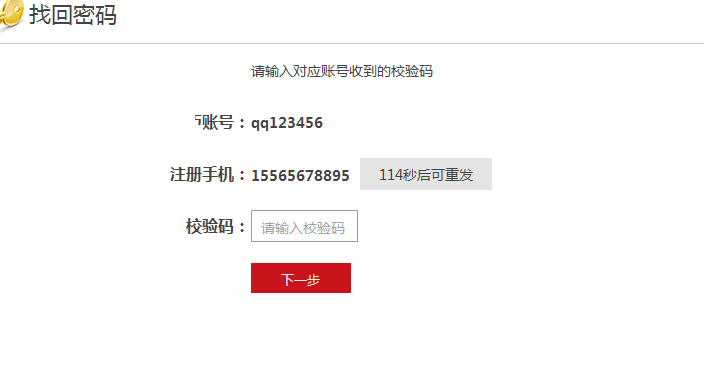 找回密码
请输入对应账号收到的校验码
账号：qq123456
注册手机：15565678895 114秒后可重发
校验码：请输入校验码
下一步